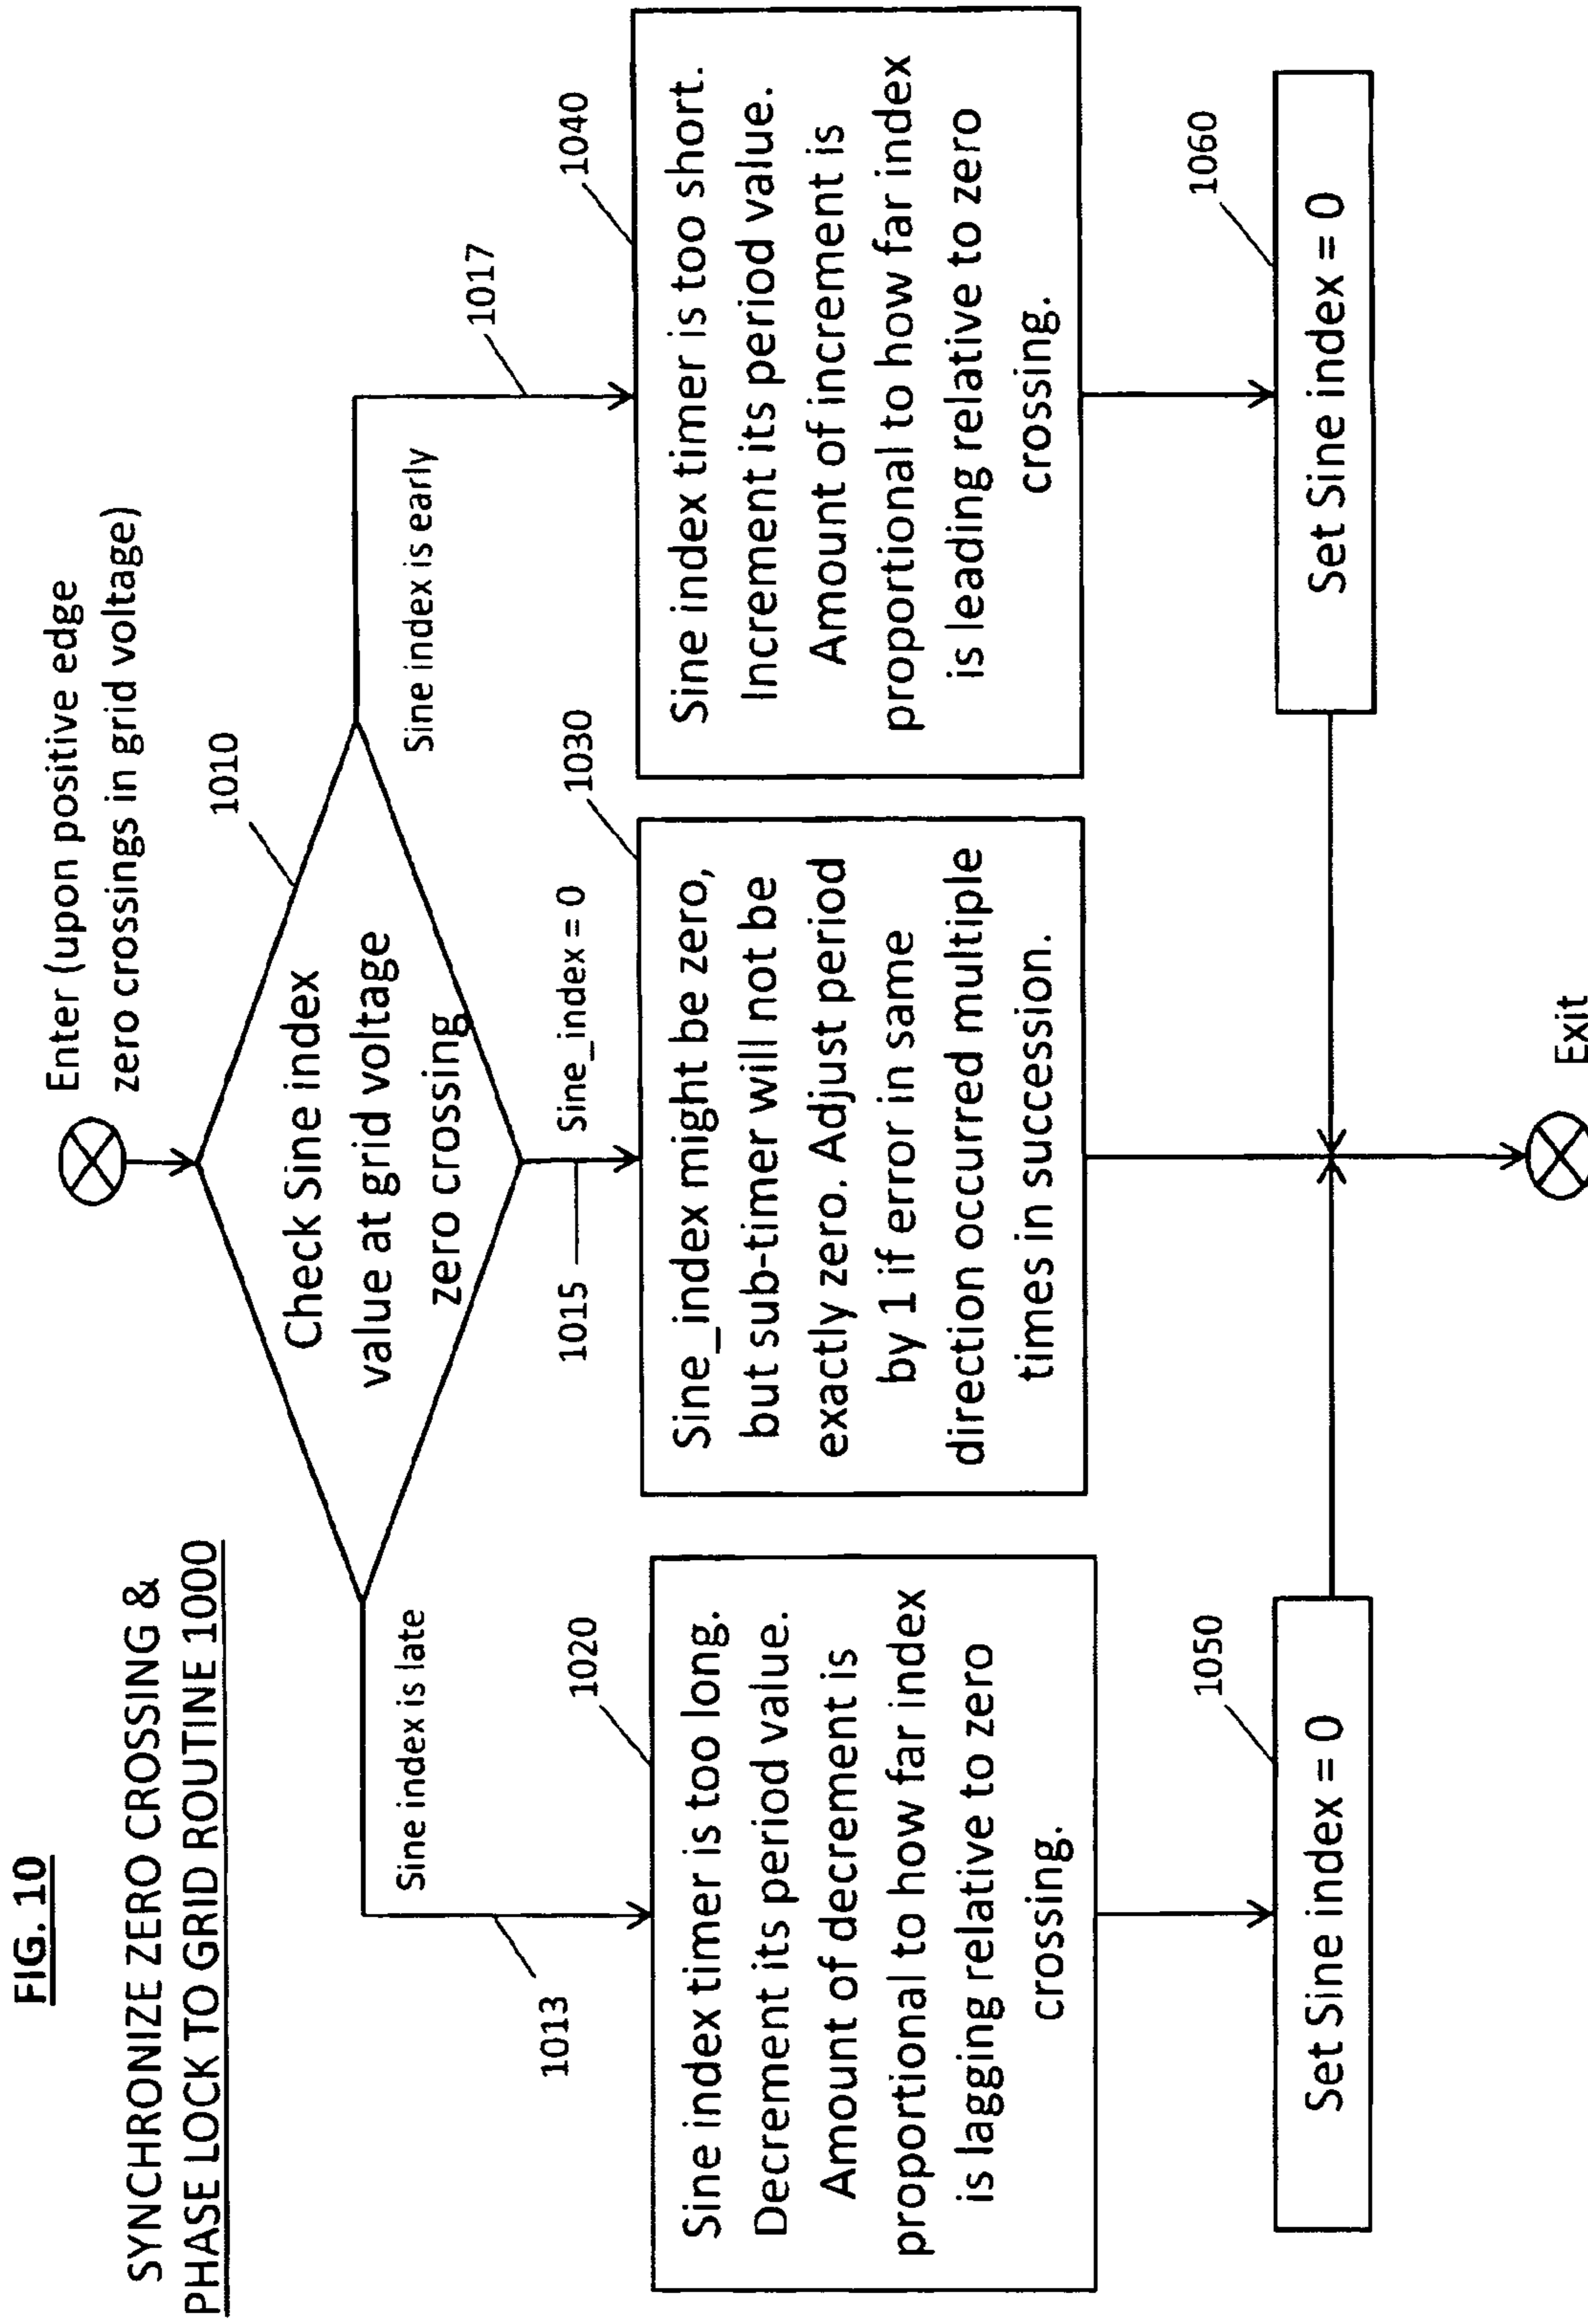 FIG. 10
SYNCHRONIZE ZERO CROSSING &
PHASE LOCK TO GRID ROUTINE 1000
Enter (upon positive edge
zero crossings in grid voltage)
1010
Check Sine index
value at grid voltage
zero crossing
Sine index is late
1013
Sine_index = 0
1015
Sine index is early
1017
1020
Sine index timer is too long.
Decrement its period value.
Amount of decrement is
proportional to how far index
is lagging relative to zero
crossing.
1030
Sine_index might be zero,
but sub-timer will not be
exactly zero. Adjust period
by 1 if error in same
direction occurred multiple
times in succession.
1040
Sine index timer is too short.
Increment its period value.
Amount of increment is
proportional to how far index
is leading relative to zero
crossing.
1050
Set Sine index = 0
1060
Set Sine index = 0
Exit